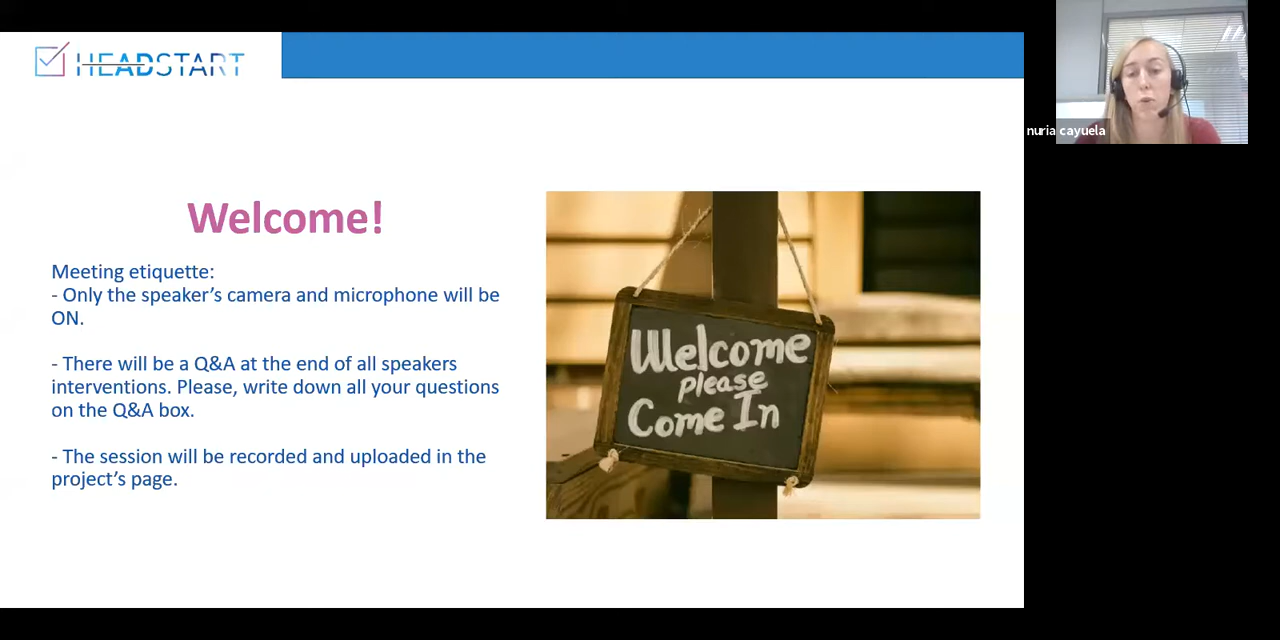 HEADSTART
nuria cayuela
Welcome!
Meeting etiquette:
- Only the speaker’s camera and microphone will be
ON.
- There will be a Q&A at the end of all speakers
interventions. Please, write down all your questions
on the Q&A box.
- The session will be recorded and uploaded in the
project’s page.
Welcome
please
Come In